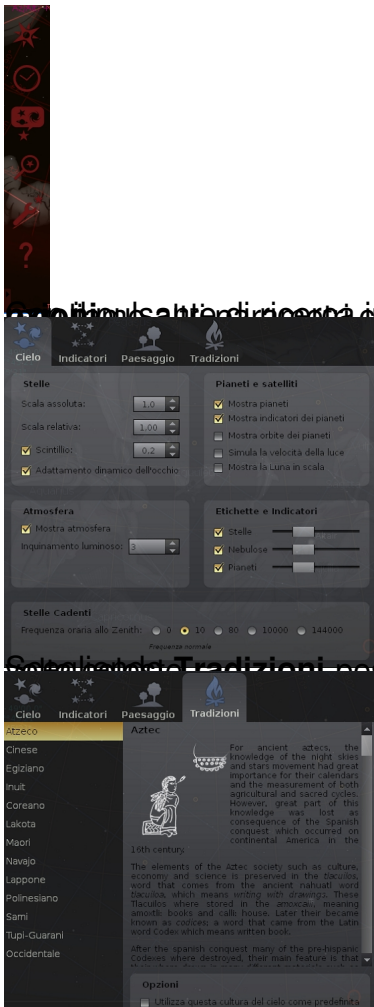 Cielo
Indicatori
Paesaggio
Tradizioni
Stelle
Scala assoluta:
1.0
Scala relativa:
1.00
Scintillio:
0.2
Adattamento dinamico dell'occhio
Pianeti e satelliti
Mostra pianeti
Mostra indicatori dei pianeti
Mostra orbite dei pianeti
Simula la velocità della luce
Mostra la Luna in scala
Atmosfera
Mostra atmosfera
Inquinamento luminoso:
3
Etichette e Indicatori
Stelle
Nebulose
Pianeti
Stelle Cadenti
Frequenza oraria allo Zenith: 0 10 80 10000 144000
Frequenza normale
Tradizioni
Cielo
Indicatori
Paesaggio
Tradizioni
Atzeco
Cinese
Egiziano
Inuit
Coreano
Lakota
Maori
Navajo
Lappone
Polinesiano
Sami
Tupi-Guarani
Occidentale
Aztec
For ancient aztecs, the
knowledge of the night skies
and stars movement had great
importance for their calendars
and the measurement of both
agricultural and sacred cycles.
However, great part of this
knowledge was lost as
consequence of the Spanish
conquest which occurred on
continental America in the
16th century.
The elements of the Aztec society such as culture,
economy and science is preserved in the tlacuilos,
word that comes from the ancient nahuatl word
tlacuilos, which means writing with drawings. These
Tlacuilos where stored in the amoxcalli, meaning
amoxtli: books and calli: house. Later their became
known as codices; a word that came from the Latin
word Codex which means written book.
After the spanish conquest many of the pre-hispanic
Codexes where destroyed, their main feature is that
Opzioni
Utilizza questa cultura del cielo come predefinita